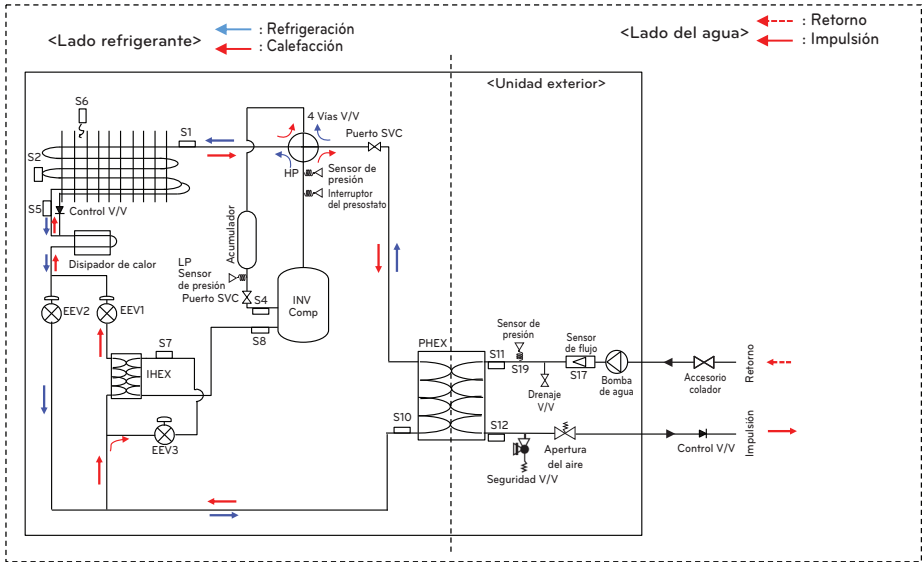 <Lado refrigerante>
: Refrigeración
: Calefacción
<Lado del agua>
: Retorno
: Impulsión
<Unidad exterior>
S6
S1
S2
S5
Control V/V
Disipador de calor
4 Vías V/V
Puerto SVC
HP
Sensor de
presión
Interruptor
del presostato
Acumulador
LP
Sensor
de presión
Puerto SVC
S4
S8
INV
Comp
EEV2
EEV1
S7
IHEX
EEV3
PHEX
S10
S11
S12
Sensor de
presión
S19
Drenaje
V/V
Sensor
de flujo
S17
Bomba
de agua
Accesorio
colador
Retorno
Seguridad V/V
Apertura
del aire
Control V/V
Impulsión